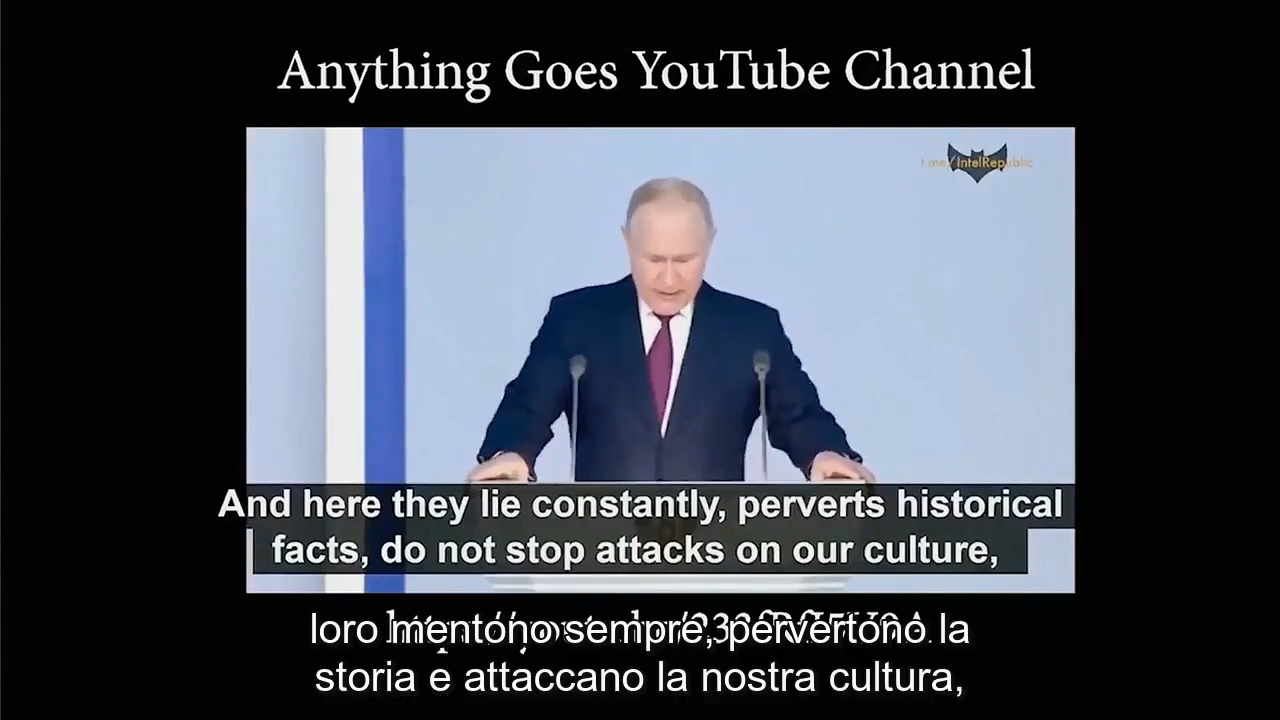 Anything Goes YouTube Channel
t.me/IntelRepublic
And here they lie constantly, perverts historical
facts, do not stop attacks on our culture,
loro mentono sempre, pervertono la
storia e attaccano la nostra cultura,